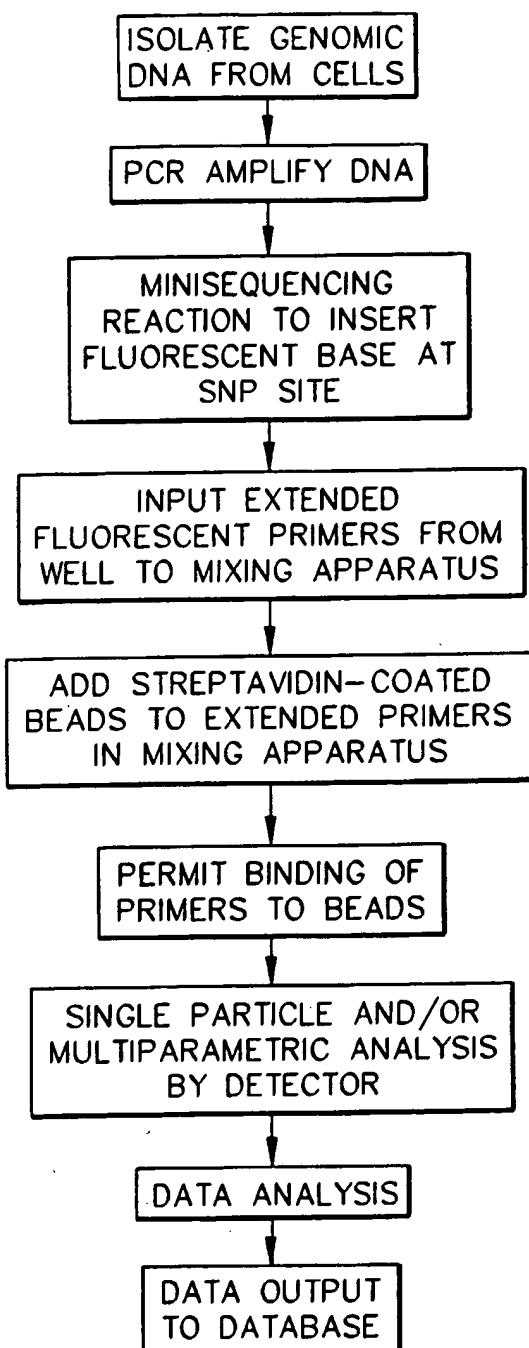 ISOLATE GENOMIC
DNA FROM CELLS
PCR AMPLIFY DNA
MINISEQUENCING
REACTION TO INSERT
FLUORESCENT BASE AT
SNP SITE
INPUT EXTENDED
FLUORESCENT PRIMERS FROM
WELL TO MIXING APPARATUS
ADD STREPTAVIDIN-COATED
BEADS TO EXTENDED PRIMERS
IN MIXING APPARATUS
PERMIT BINDING OF
PRIMERS TO BEADS
SINGLE PARTICLE AND/OR
MULTIPARAMETRIC ANALYSIS
BY DETECTOR
DATA ANALYSIS
DATA OUTPUT
TO DATABASE